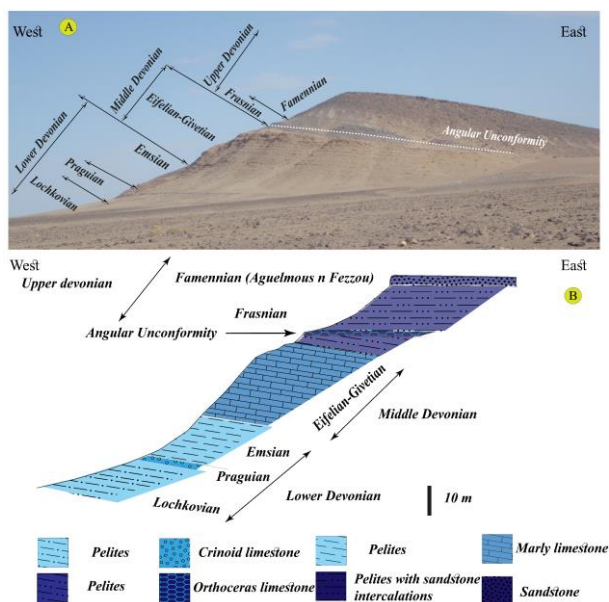 West A East
Upper Devonian
Middle Devonian
Famennian
Frasnian
Eifelian-Givetian
Lower Devonian
Angular Unconformity
Emsian
Praguian
Lochkovian
West East
Upper devonian
Famennian (Aguelmous n Fezzou)
B
Frasnian
Angular Unconformity
Eifelian-Givetian
Middle Devonian
Emsian
Praguian
Lochkovian
Lower Devonian
10 m
Pelites Crinoid limestone Pelites Marly limestone
Pelites Orthoceras limestone Pelites with sandstone Sandstone
intercalations